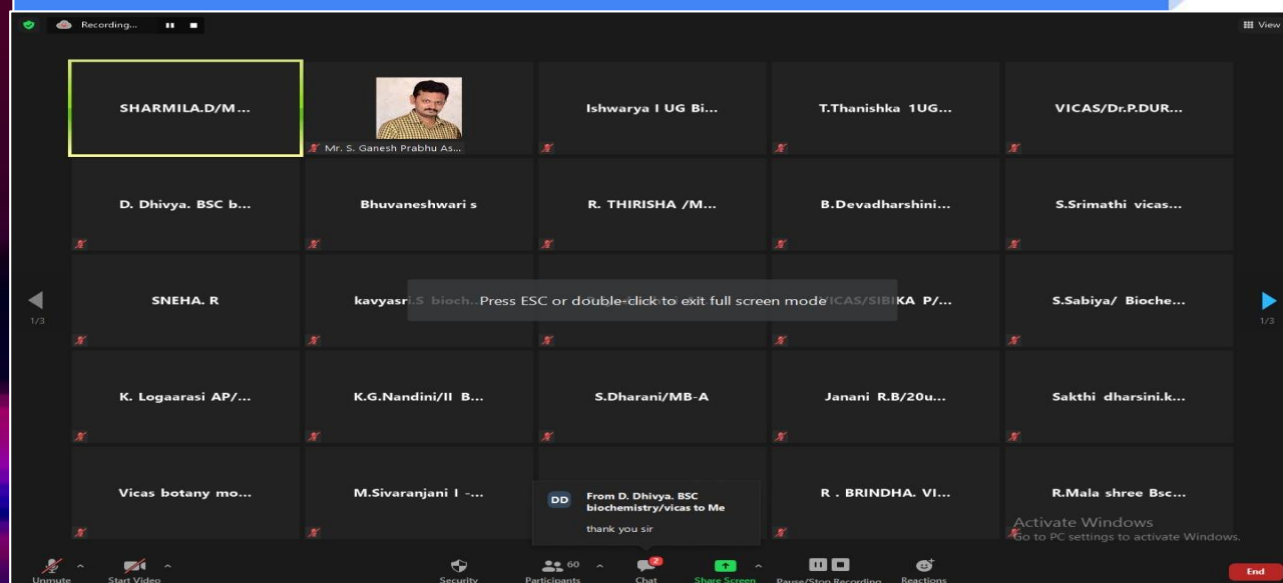 Recording...
View
SHARMILA.D/M...
Mr. S. Ganesh Prabhu As...
Ishwarya I UG Bi...
T.Thanishka 1UG...
VICAS/Dr.P.DUR...
D. Dhivya. BSC b...
Bhuvaneshwari s
R. THIRISHA /M...
B.Devadharshini...
S.Srimathi vicas...
SNEHA. R
kavyasri.S bioch...
Press ESC or double-click to exit full screen mode
VICAS/SIBIKA P/...
S.Sabiya/ Bioche...
1/3
1/3
K. Logaarasi AP/...
K.G.Nandini/II B...
S.Dharani/MB-A
Janani R.B/20u...
Sakthi dharsini.k...
Vicas botany mo...
M.Sivaranjani I -...
DD
From D. Dhivya. BSC
biochemistry/vicas to Me
thank you sir
R . BRINDHA. VI...
R.Mala shree Bsc...
Activate Windows
Go to PC settings to activate Windows.
Unmute
Start Video
Security
Participants
60
Chat
2
Share Screen
Pause/Stop Recording
Reactions
End